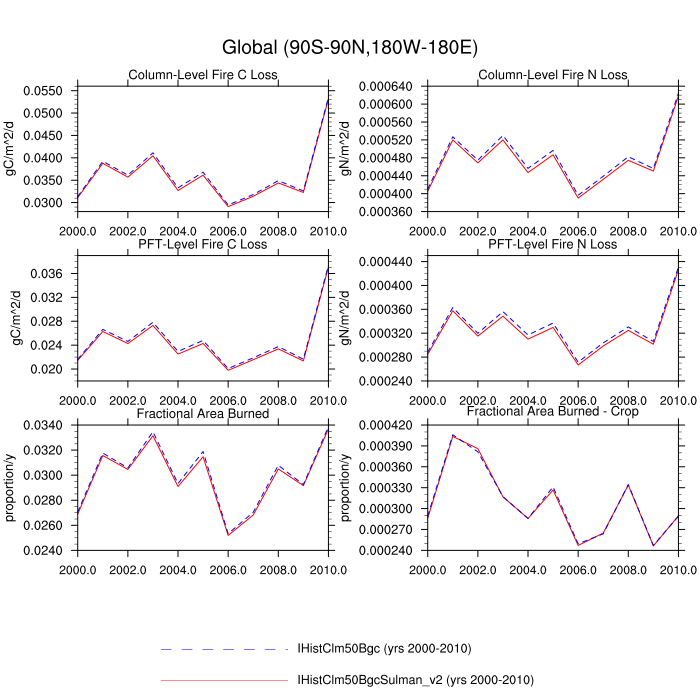 Global (90S-90N,180W-180E)
Column-Level Fire C Loss
gC/m^2/d
0.0550
0.0500
0.0450
0.0400
0.0350
0.0300
2000.0 2002.0 2004.0 2006.0 2008.0 2010.0
Column-Level Fire N Loss
gN/m^2/d
0.000640
0.000600
0.000560
0.000520
0.000480
0.000440
0.000400
0.000360
2000.0 2002.0 2004.0 2006.0 2008.0 2010.0
PFT-Level Fire C Loss
gC/m^2/d
0.036
0.032
0.028
0.024
0.020
2000.0 2002.0 2004.0 2006.0 2008.0 2010.0
PFT-Level Fire N Loss
gN/m^2/d
0.000440
0.000400
0.000360
0.000320
0.000280
0.000240
2000.0 2002.0 2004.0 2006.0 2008.0 2010.0
Fractional Area Burned
proportion/y
0.0340
0.0320
0.0300
0.0280
0.0260
0.0240
2000.0 2002.0 2004.0 2006.0 2008.0 2010.0
Fractional Area Burned - Crop
proportion/y
0.000420
0.000390
0.000360
0.000330
0.000300
0.000270
0.000240
2000.0 2002.0 2004.0 2006.0 2008.0 2010.0
IHistClm50Bgc (yrs 2000-2010)
IHistClm50BgcSulman_v2 (yrs 2000-2010)